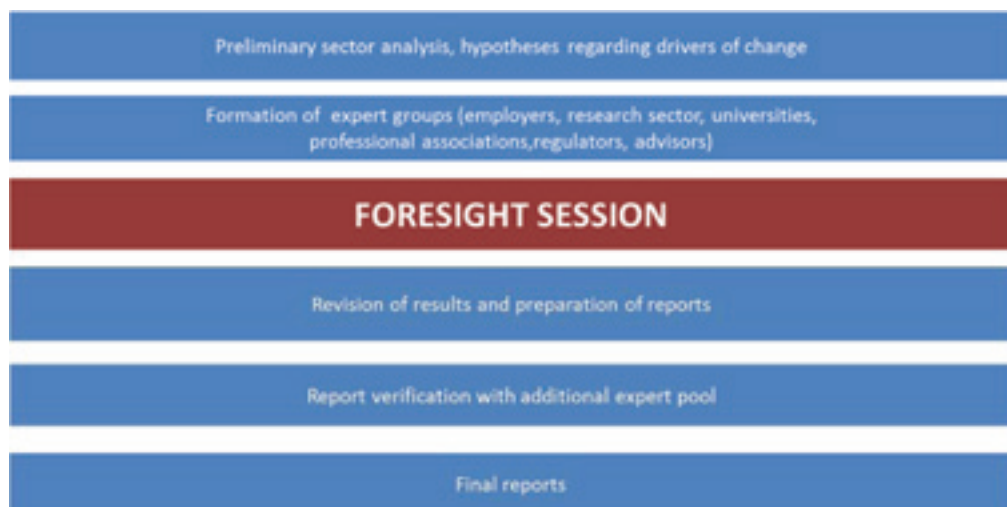 Preliminary sector analysis, hypotheses regarding drivers of change
Formation of expert groups (employers, research sector, universities,
professional associations,regulators, advisors)
FORESIGHT SESSION
Revision of results and preparation of reports
Report verification with additional expert pool
Final reports